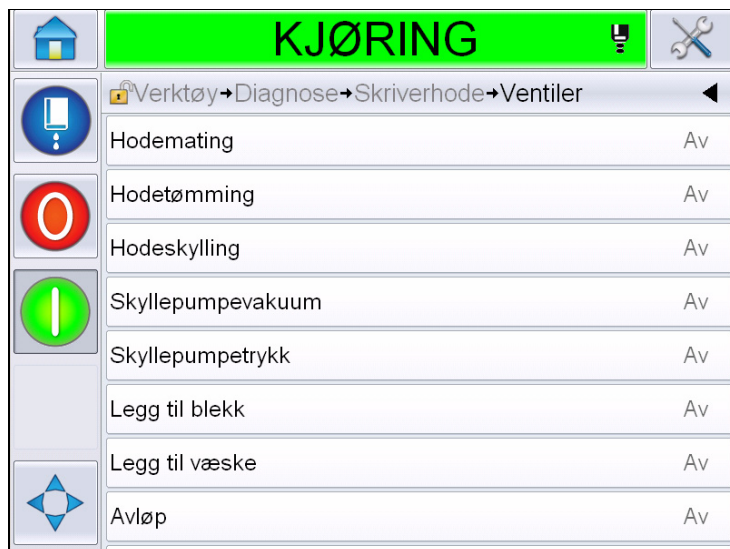 KJØRING
Verktøy→Diagnose→Skriverhode→Ventiler
Hodemating Av
Hodetømming Av
Hodeskylling Av
Skyllepumpevakuum Av
Skyllepumpetrykk Av
Legg til blekk Av
Legg til væske Av
Avløp Av